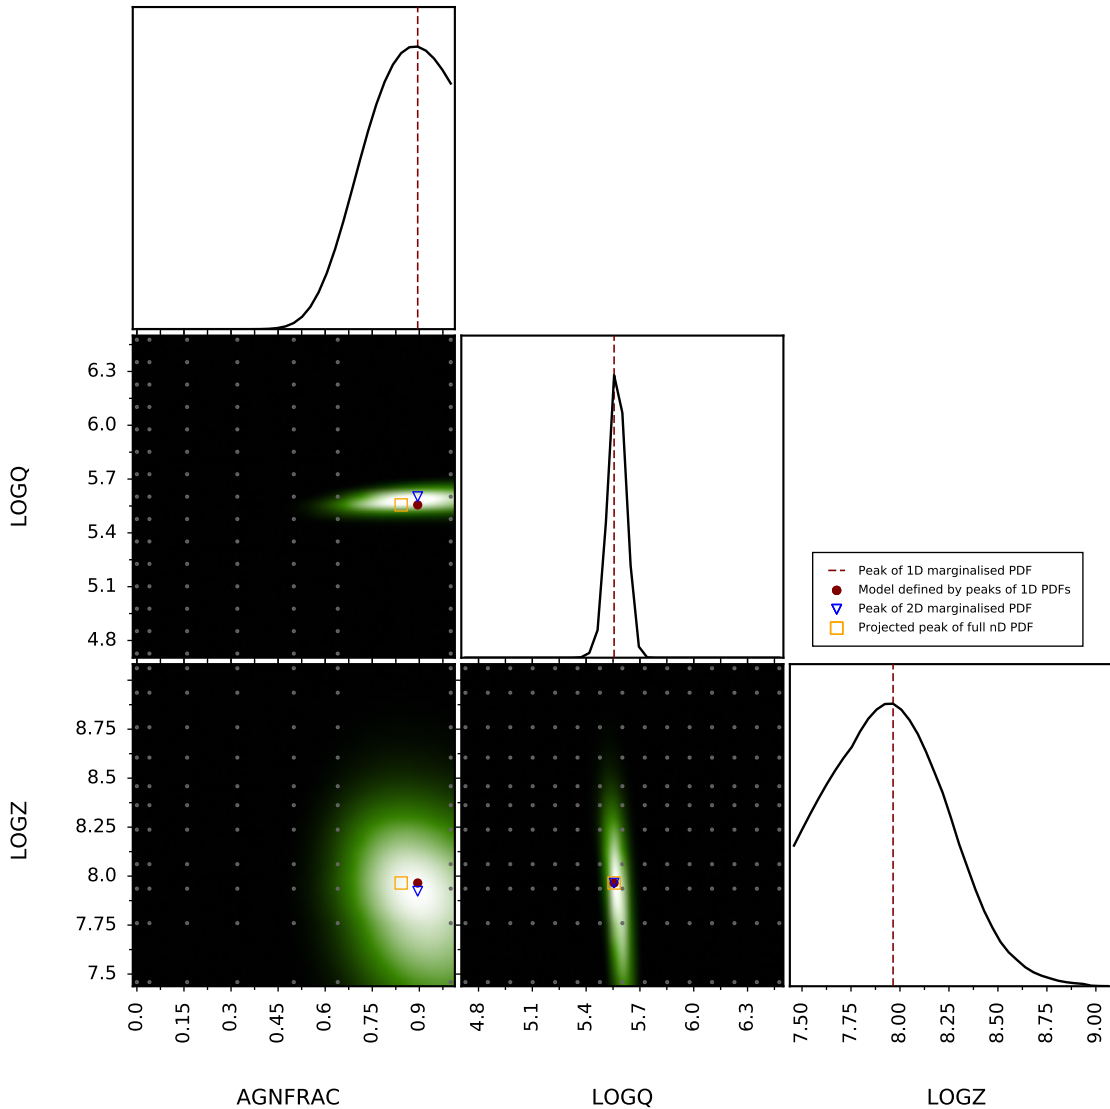 6.3
6.0
5.7
5.4
5.1
4.8
LOGQ
Peak of 1D marginalised PDF
Model defined by peaks of 1D PDFs
Peak of 2D marginalised PDF
Projected peak of full nD PDF
8.75
8.5
8.25
8.0
7.75
7.5
LOGZ
0.0 0.15 0.3 0.45 0.6 0.75 0.9
4.8 5.1 5.4 5.7 6.0 6.3
7.50 7.75 8.00 8.25 8.50 8.75 9.00
AGNFRAC
LOGQ
LOGZ